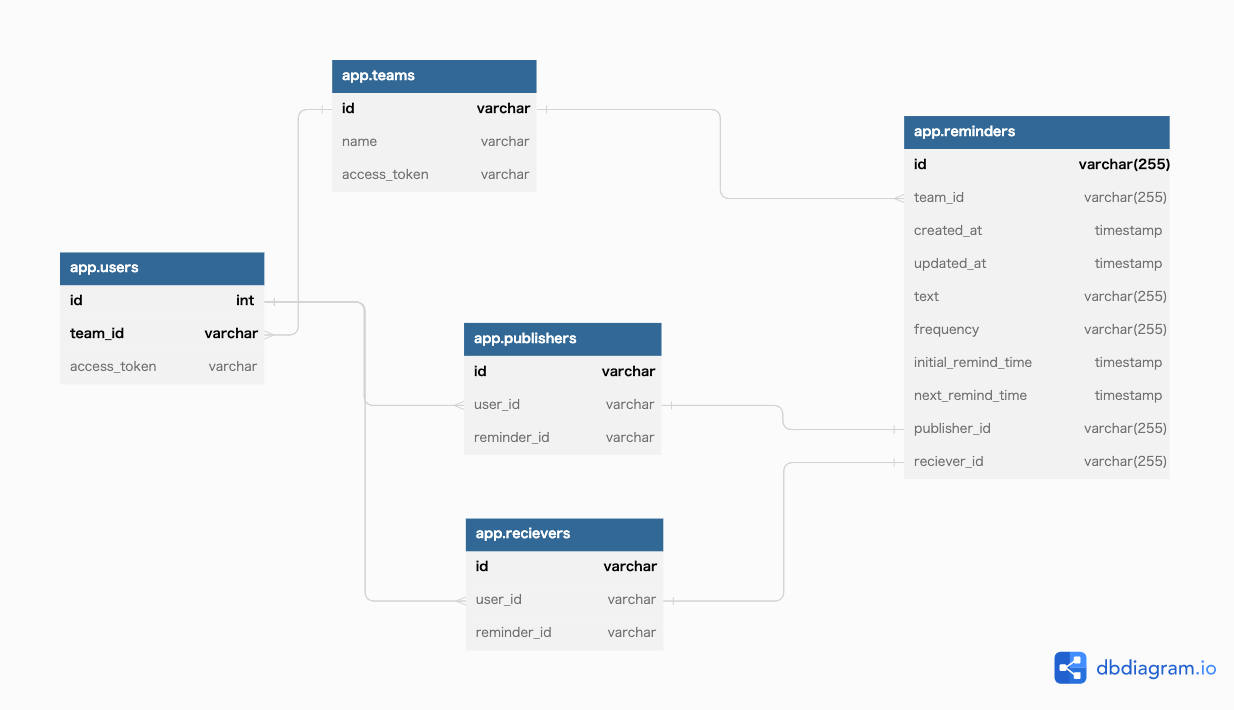 app.teams
id varchar
name varchar
access_token varchar
app.reminders
id varchar(255)
team_id varchar(255)
created_at timestamp
updated_at timestamp
text varchar(255)
frequency varchar(255)
initial_remind_time timestamp
next_remind_time timestamp
publisher_id varchar(255)
reciever_id varchar(255)
app.users
id int
team_id varchar
access_token varchar
app.publishers
id varchar
user_id varchar
reminder_id varchar
app.recievers
id varchar
user_id varchar
reminder_id varchar
dbdiagram.io